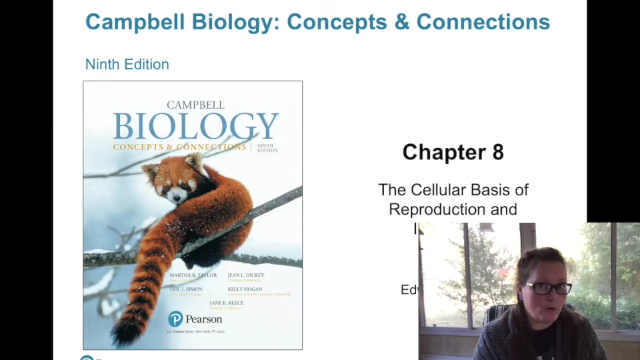 Campbell Biology: Concepts & Connections
Ninth Edition
CAMPBELL
BIOLOGY
CONCEPTS & CONNECTIONS
NINTH
EDITION
MARTHA R. TAYLOR
JEAN L. DICKEY
ERIC J. SIMON
KELLY HOGAN
JANE B. REECE
Pearson
Chapter 8
The Cellular Basis of
Reproduction and